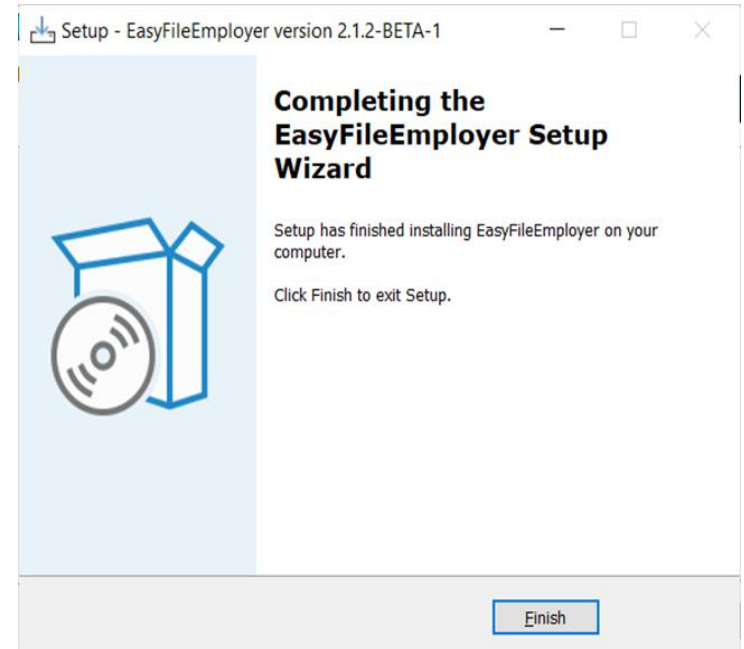 Setup - EasyFileEmployer version 2.1.2-BETA-1
Completing the
EasyFileEmployer Setup
Wizard
Setup has finished installing EasyFileEmployer on your
computer.
Click Finish to exit Setup.
Finish